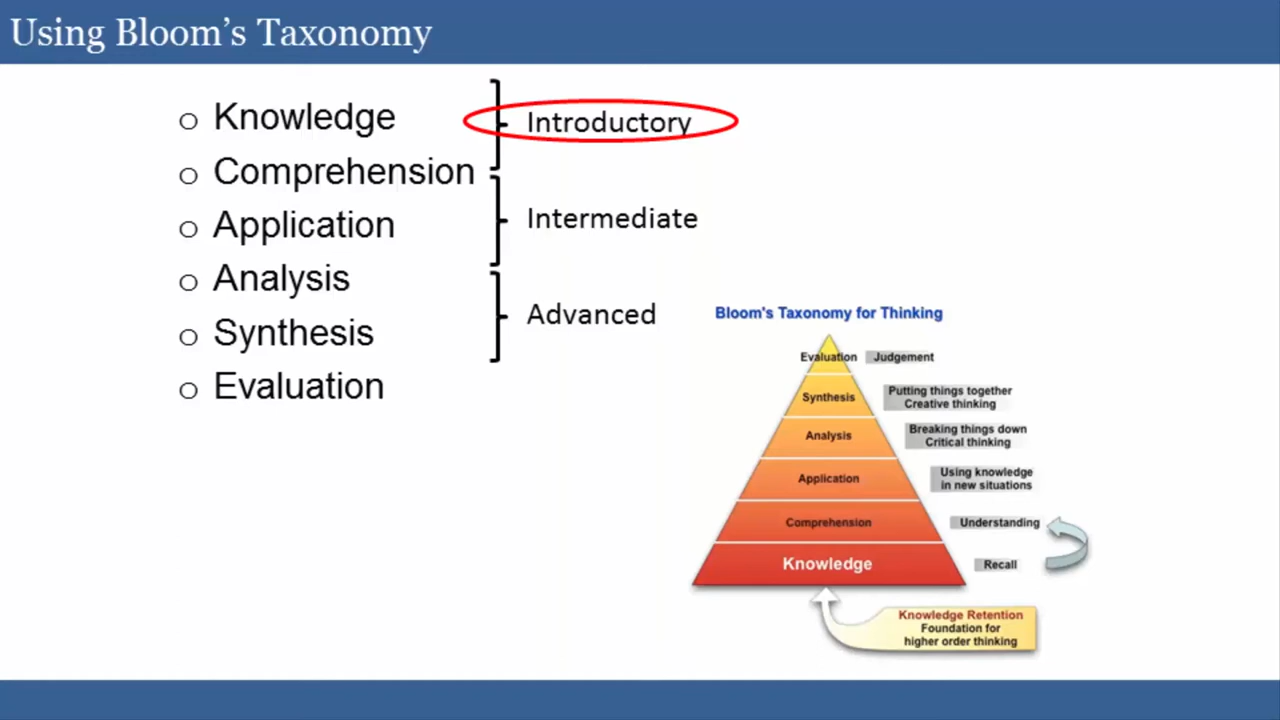 Using Bloom's Taxonomy
Knowledge
Comprehension
Application
Analysis
Synthesis
Evaluation
Introductory
Intermediate
Advanced
Bloom's Taxonomy for Thinking
Evaluation Judgement
Synthesis
Putting things together
Creative thinking
Analysis
Breaking things down
Critical thinking
Application
Using knowledge
in new situations
Comprehension Understanding
Knowledge Recall
Knowledge Retention
Foundation for
higher order thinking